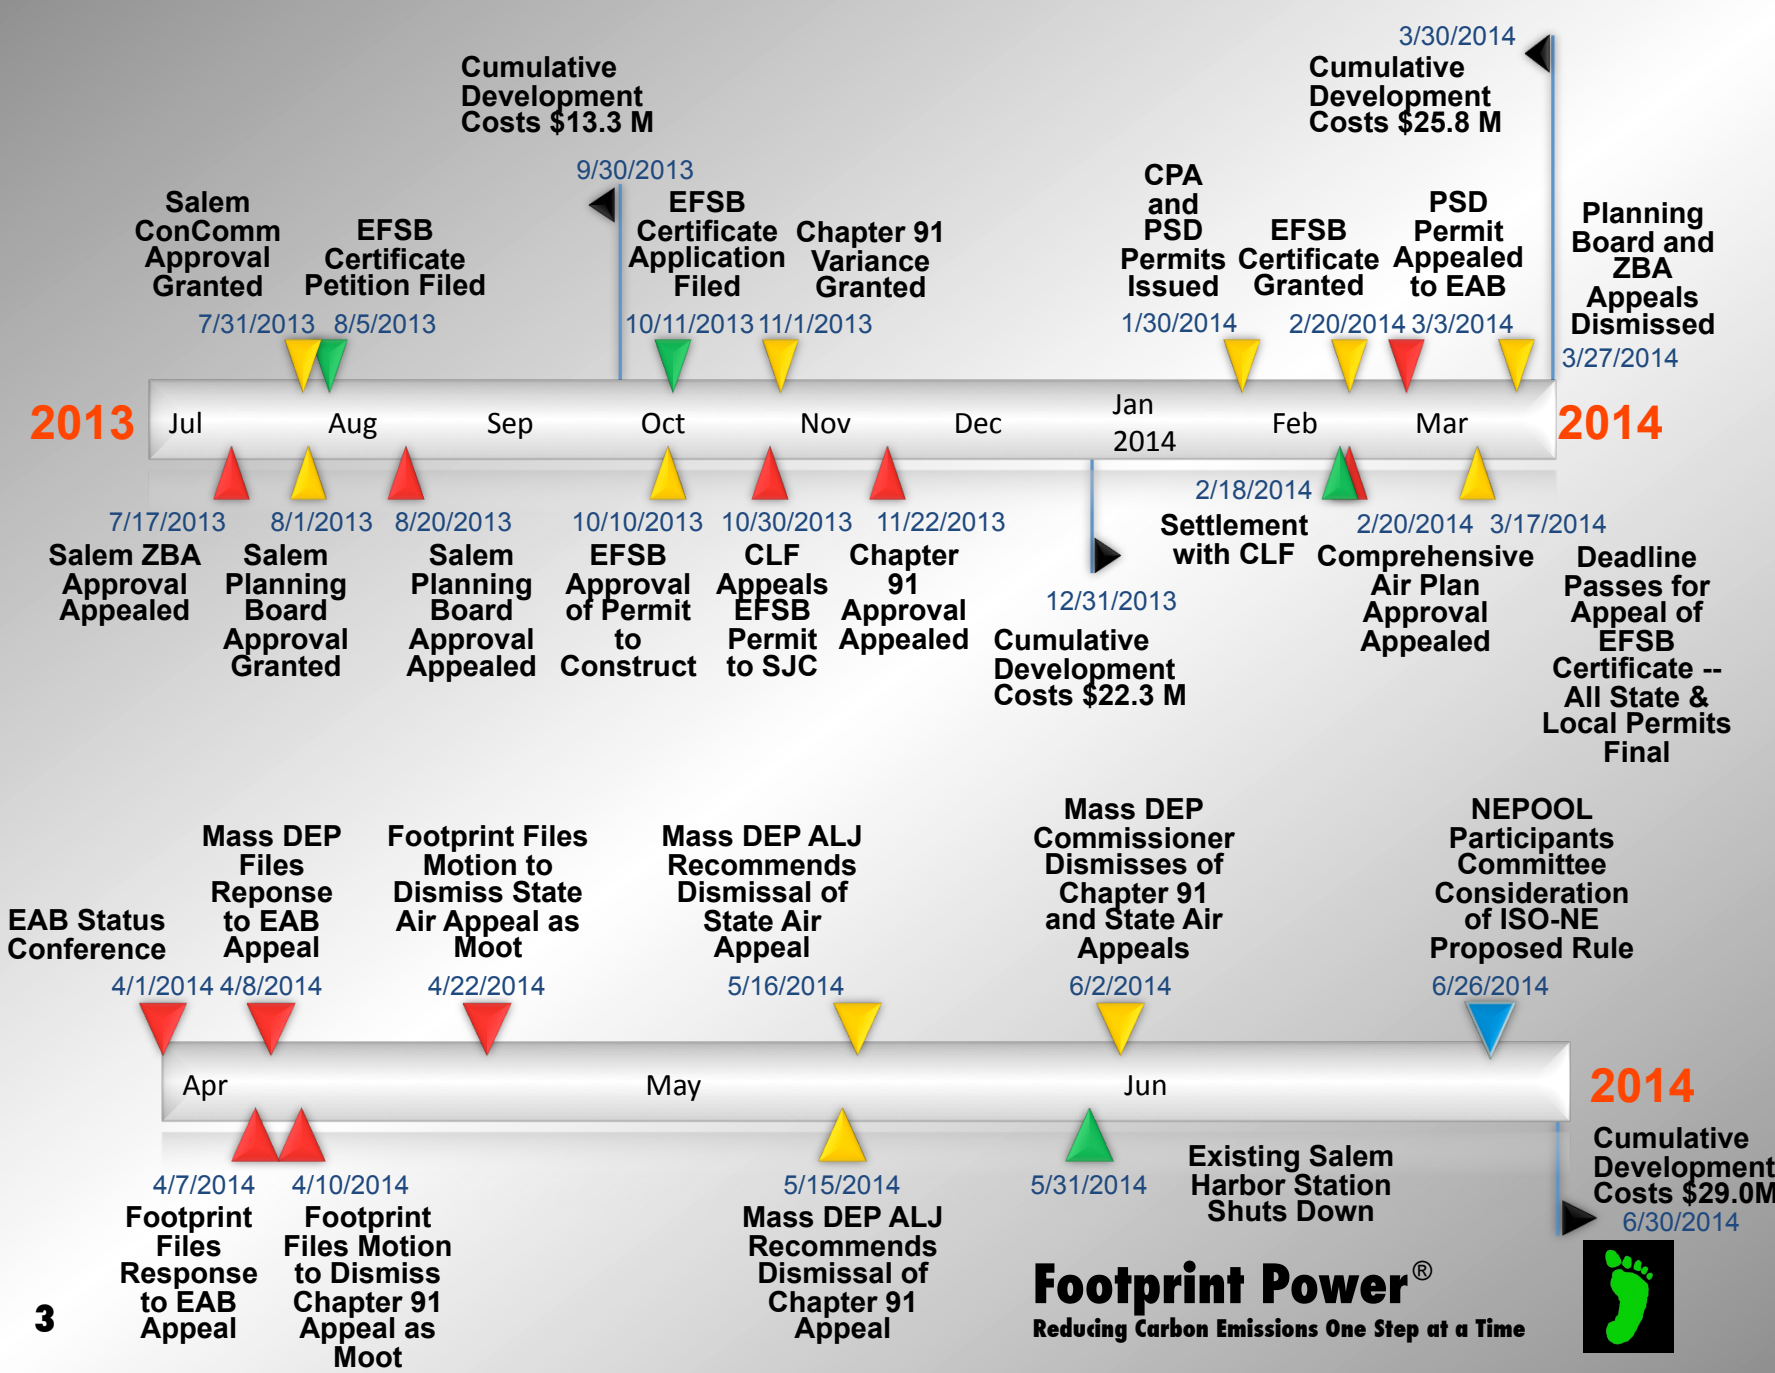 3/30/2014
Cumulative
Development
Costs $13.3 M
9/30/2013
Cumulative
Development
Costs $25.8 M
Salem
ConComm
Approval
Granted
7/31/2013
EFSB
Certificate
Petition Filed
8/5/2013
EFSB
Certificate
Application
Filed
10/11/2013
Chapter 91
Variance
Granted
11/1/2013
CPA
and
PSD
Permits
Issued
1/30/2014
EFSB
Certificate
Granted
2/20/2014
PSD
Permit
Appealed
to EAB
3/3/2014
Planning
Board and
ZBA
Appeals
Dismissed
3/27/2014
2013
Jul
Aug
Sep
Oct
Nov
Dec
Jan
2014
Feb
Mar
2014
7/17/2013
Salem ZBA
Approval
Appealed
8/1/2013
Salem
Planning
Board
Approval
Granted
8/20/2013
Salem
Planning
Board
Approval
Appealed
10/10/2013
EFSB
Approval
of Permit
to
Construct
10/30/2013
CLF
Appeals
EFSB
Permit
to SJC
11/22/2013
Chapter
91
Approval
Appealed
12/31/2013
Cumulative
Development
Costs $22.3 M
2/18/2014
Settlement
with CLF
2/20/2014
Comprehensive
Air Plan
Approval
Appealed
3/17/2014
Deadline
Passes for
Appeal of
EFSB
Certificate --
All State &
Local Permits
Final
EAB Status
Conference
4/1/2014
Mass DEP
Files
Reponse
to EAB
Appeal
4/8/2014
Footprint Files
Motion to
Dismiss State
Air Appeal as
Moot
4/22/2014
Mass DEP ALJ
Recommends
Dismissal of
State Air
Appeal
5/16/2014
Mass DEP
Commissioner
Dismisses of
Chapter 91
and State Air
Appeals
6/2/2014
NEPOOL
Participants
Committee
Consideration
of ISO-NE
Proposed Rule
6/26/2014
Apr
May
Jun
2014
4/7/2014
Footprint
Files
Response
to EAB
Appeal
4/10/2014
Footprint
Files Motion
to Dismiss
Chapter 91
Appeal as
Moot
5/15/2014
Mass DEP ALJ
Recommends
Dismissal of
Chapter 91
Appeal
5/31/2014
Existing Salem
Harbor Station
Shuts Down
Cumulative
Development
Costs $29.0M
6/30/2014
Footprint Power®
Reducing Carbon Emissions One Step at a Time
3